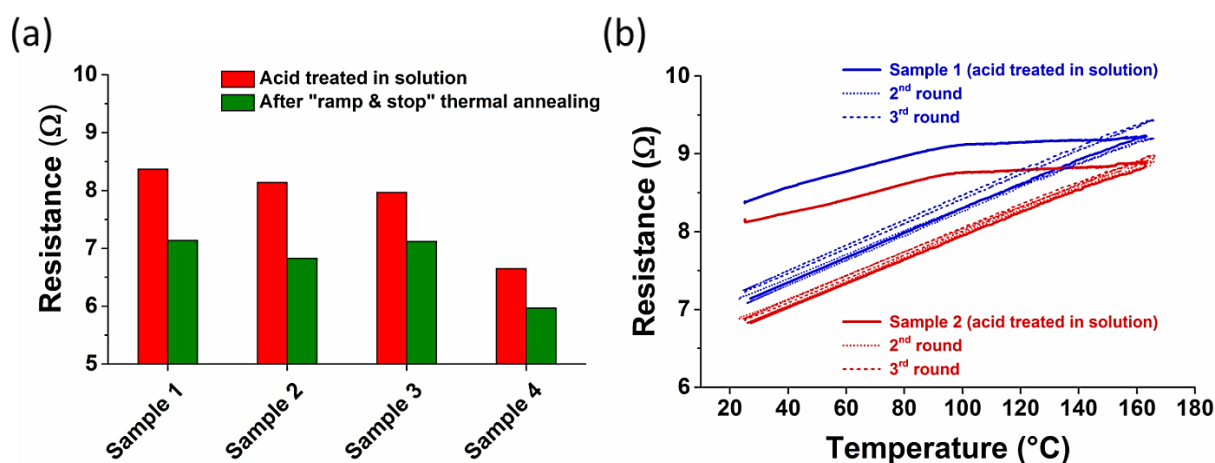 (a)
Acid treated in solution
After "ramp & stop" thermal annealing
Resistance (Ω)
10
9
8
7
6
5
Sample 1
Sample 2
Sample 3
Sample 4
(b)
Sample 1 (acid treated in solution)
2nd round
3rd round
Resistance (Ω)
10
9
8
7
6
Sample 2 (acid treated in solution)
2nd round
3rd round
20 40 60 80 100 120 140 160 180
Temperature (°C)